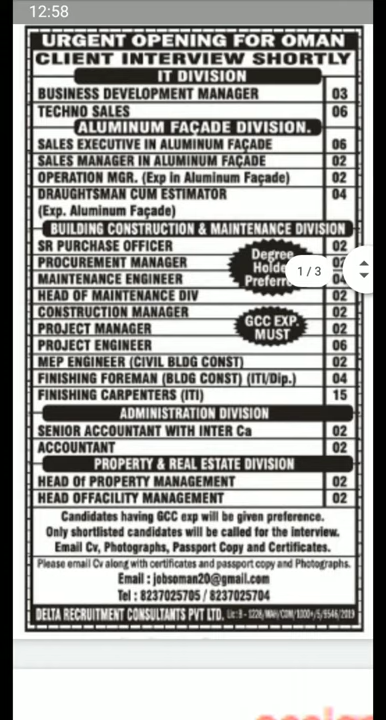 12:58
URGENT OPENING FOR OMAN
CLIENT INTERVIEW SHORTLY
IT DIVISION
BUSINESS DEVELOPMENT MANAGER 03
TECHNO SALES 06
ALUMINUM FAÇADE DIVISION.
SALES EXECUTIVE IN ALUMINUM FAÇADE 06
SALES MANAGER IN ALUMINUM FAÇADE 02
OPERATION MGR. (Exp in Aluminum Façade) 02
DRAUGHTSMAN CUM ESTIMATOR 04
(Exp. Aluminum Façade)
BUILDING CONSTRUCTION & MAINTENANCE DIVISION
SR PURCHASE OFFICER 02
PROCUREMENT MANAGER
MAINTENANCE ENGINEER
Degree
1 / 3
HEAD OF MAINTENANCE DIV 02
CONSTRUCTION MANAGER 02
PROJECT MANAGER 02
GCC EXP.
MUST
PROJECT ENGINEER 06
MEP ENGINEER (CIVIL BLDG CONST) 02
FINISHING FOREMAN (BLDG CONST) (ITI/Dip.) 04
FINISHING CARPENTERS (ITI) 15
ADMINISTRATION DIVISION
SENIOR ACCOUNTANT WITH INTER Ca 02
ACCOUNTANT 02
PROPERTY & REAL ESTATE DIVISION
HEAD Of PROPERTY MANAGEMENT 02
HEAD OFFACILITY MANAGEMENT 02
Candidates having GCC exp will be given preference.
Only shortlisted candidates will be called for the interview.
Email Cv, Photographs, Passport Copy and Certificates.
Please email Cv along with certificates and passport copy and Photographs.
Email : jobsoman20@gmail.com
Tel : 8237025705 / 8237025704
DELTA RECRUITMENT CONSULTANTS PVT LTD.